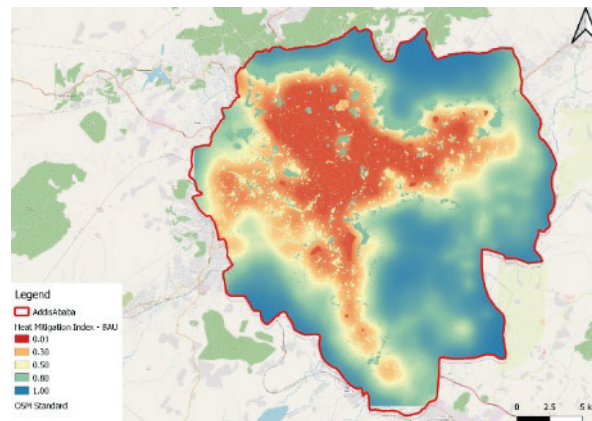 Legend
AddisAbaba
Heat Mitigation Index - BAU
0.01
0.30
0.50
0.80
1.00
OSM Standard
0 2.5 5 k